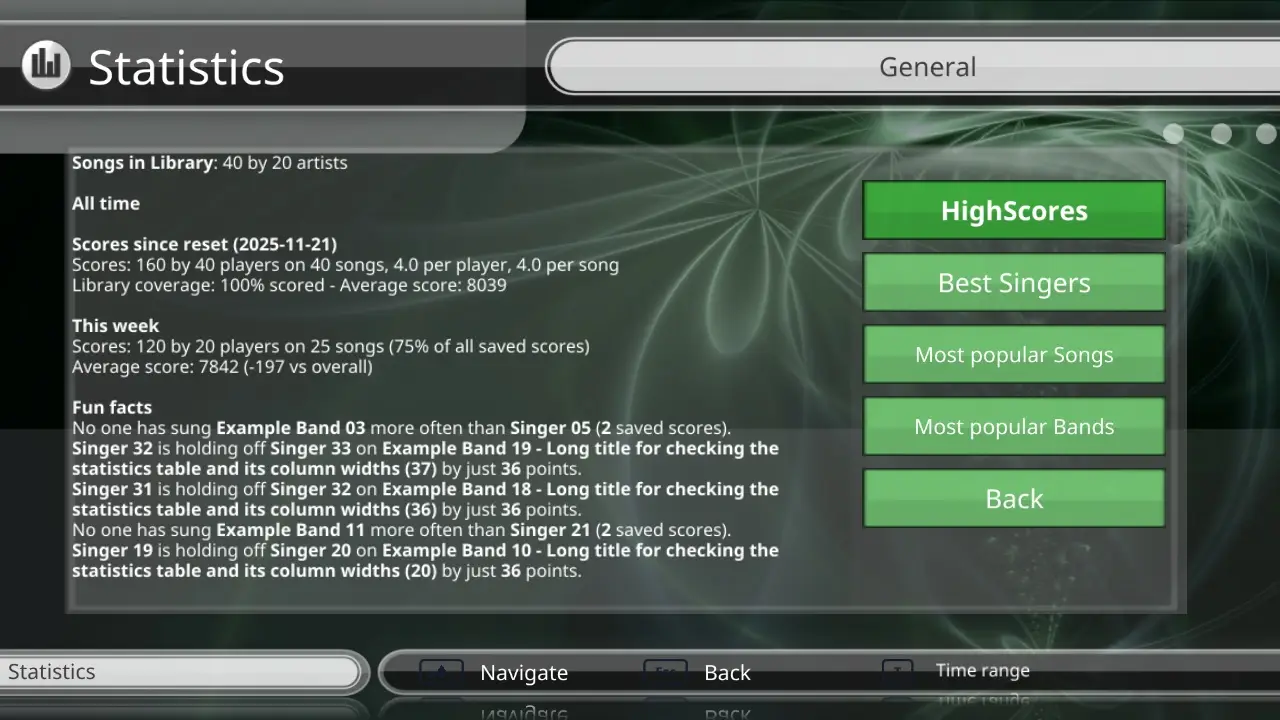 Statistics
General
Songs in Library: 40 by 20 artists
All time
Scores since reset (2025-11-21)
Scores: 160 by 40 players on 40 songs, 4.0 per player, 4.0 per song
Library coverage: 100% scored - Average score: 8039
This week
Scores: 120 by 20 players on 25 songs (75% of all saved scores)
Average score: 7842 (-197 vs overall)
Fun facts
No one has sung Example Band 03 more often than Singer 05 (2 saved scores).
Singer 32 is holding off Singer 33 on Example Band 19 - Long title for checking the
statistics table and its column widths (37) by just 36 points.
Singer 31 is holding off Singer 32 on Example Band 18 - Long title for checking the
statistics table and its column widths (36) by just 36 points.
No one has sung Example Band 11 more often than Singer 21 (2 saved scores).
Singer 19 is holding off Singer 20 on Example Band 10 - Long title for checking the
statistics table and its column widths (20) by just 36 points.
HighScores
Best Singers
Most popular Songs
Most popular Bands
Back
Statistics
Navigate
Esc Back
T Time range